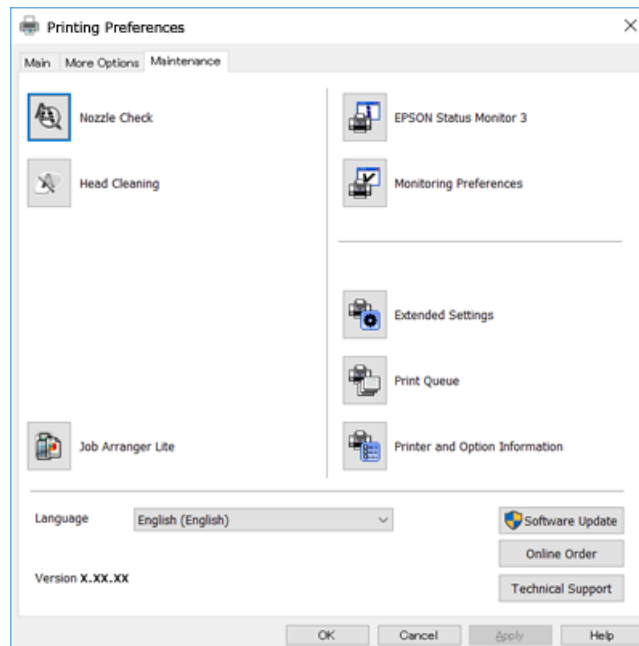 Printing Preferences
Main More Options Maintenance
Nozzle Check
EPSON Status Monitor 3
Head Cleaning
Monitoring Preferences
Extended Settings
Print Queue
Job Arranger Lite
Printer and Option Information
Language English (English)
Software Update
Online Order
Version X.XX.XX
Technical Support
OK Cancel Apply Help